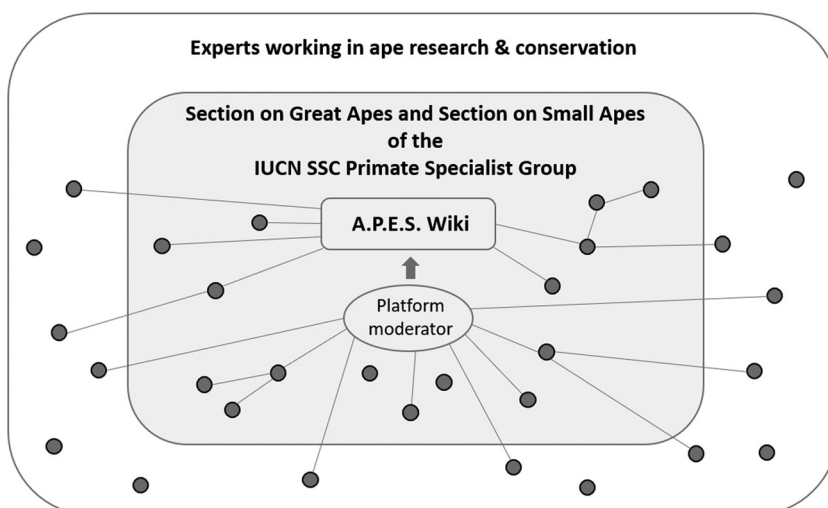 Experts working in ape research & conservation
Section on Great Apes and Section on Small Apes
of the
IUCN SSC Primate Specialist Group
A.P.E.S. Wiki
Platform
moderator